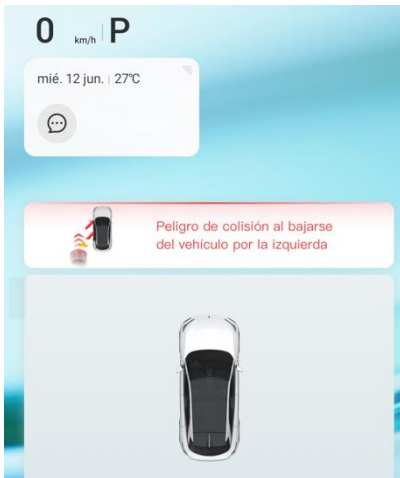 0 km/h P
mié. 12 jun. | 27℃
Peligro de colisión al bajarse
del vehículo por la izquierda